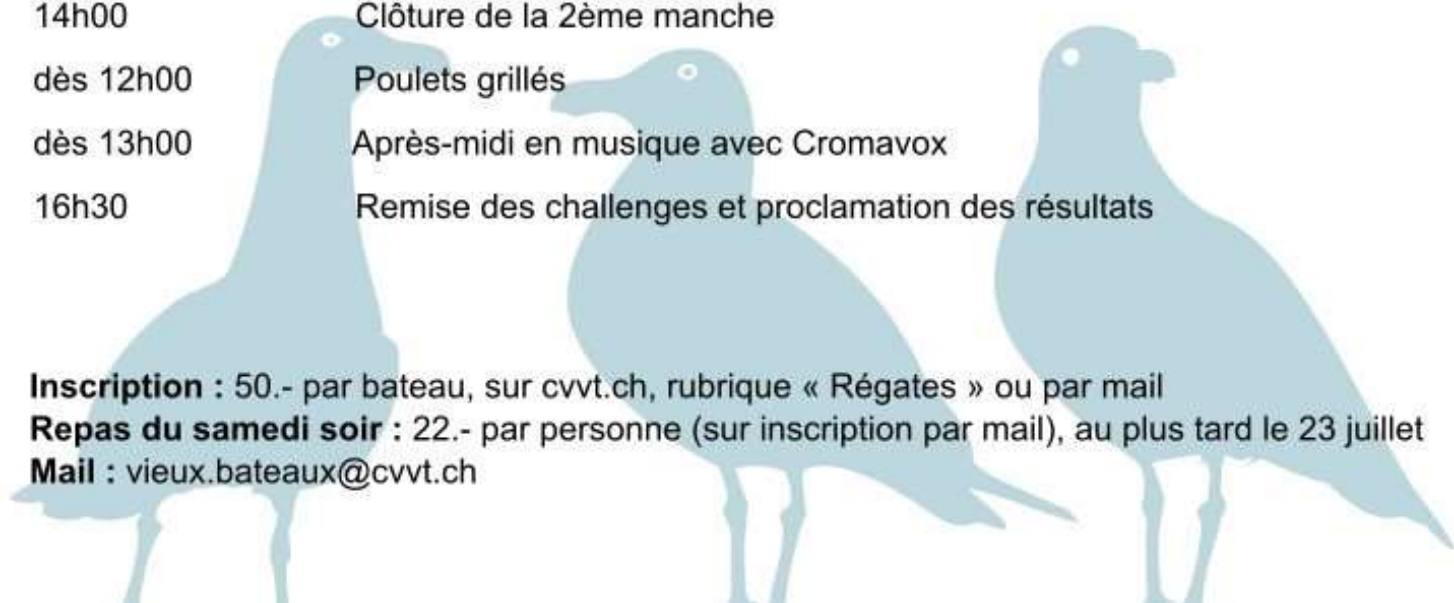 14h00 Clôture de la 2ème manche
dès 12h00 Poulets grillés
dès 13h00 Après-midi en musique avec Cromavox
16h30 Remise des challenges et proclamation des résultats
Inscription : 50.- par bateau, sur cvvt.ch, rubrique « Régates » ou par mail
Repas du samedi soir : 22.- par personne (sur inscription par mail), au plus tard le 23 juillet
Mail : vieux.bateaux@cvvt.ch